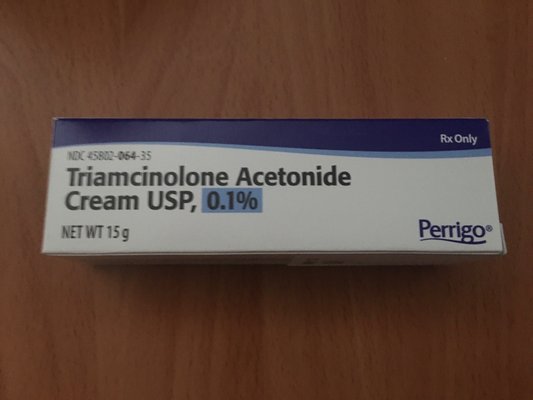 Rx Only
NDC 45802-064-35
Triamcinolone Acetonide
Cream USP, 0.1%
NET WT 15 g
Perrigo®